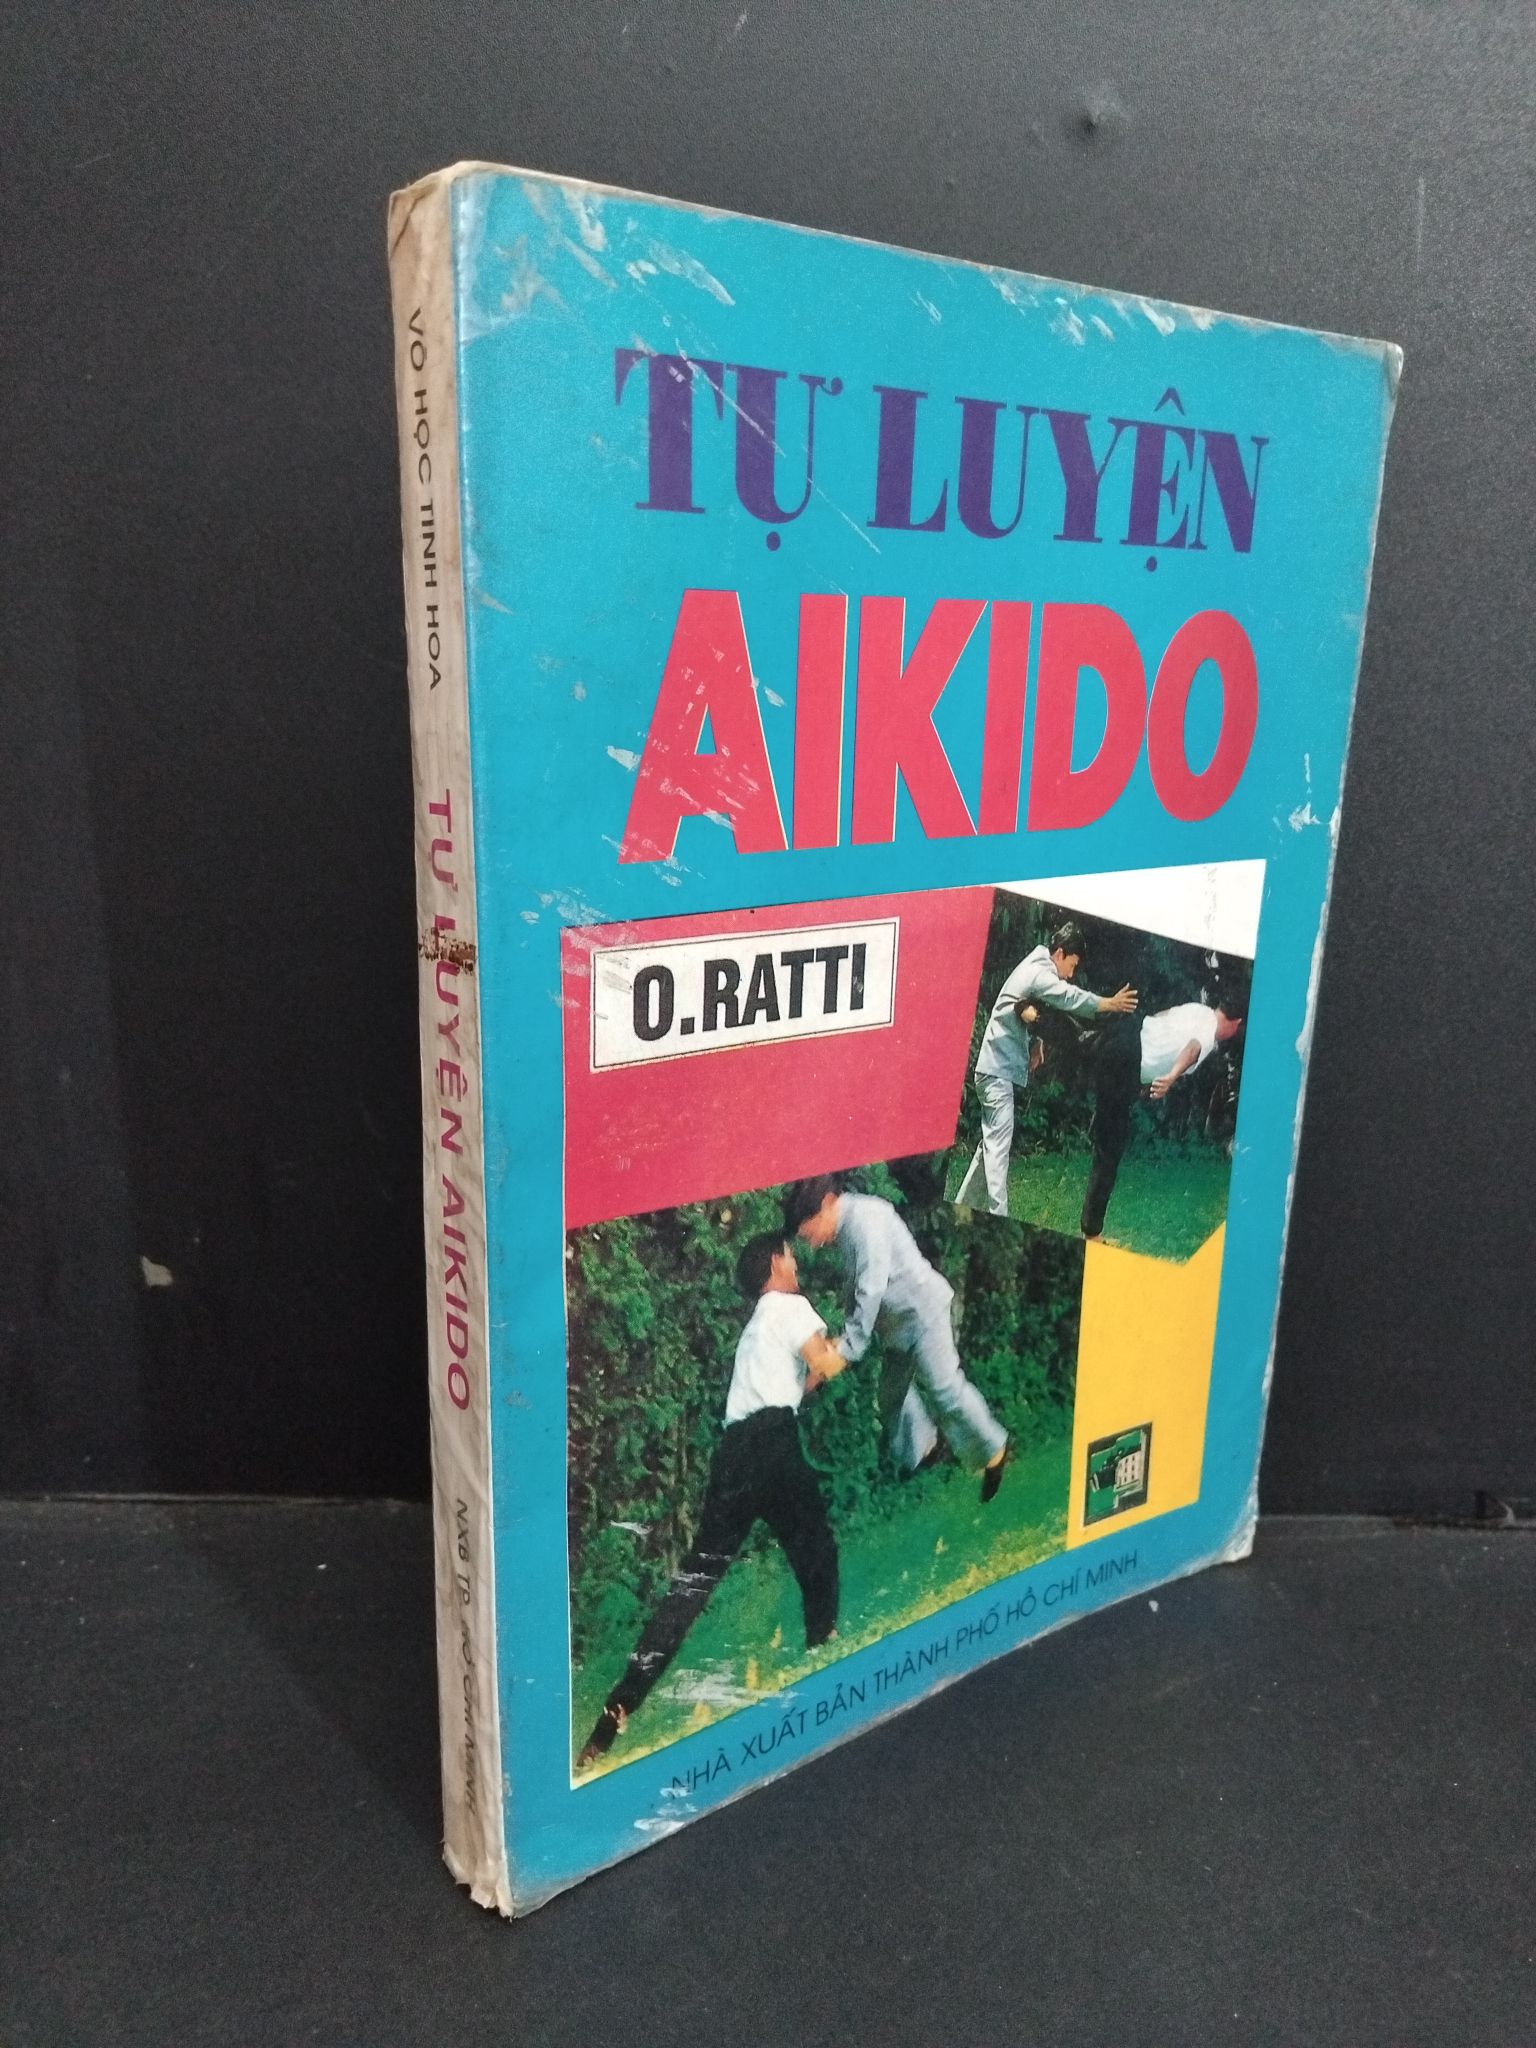 TỰ LUYỆN
AIKIDO
O.RATTI
NHÀ XUẤT BẢN THÀNH PHỐ HỒ CHÍ MINH
VÕ HỌC TINH HOA
TỰ LUYỆN AIKIDO
NXB TP HỒ CHÍ MINH